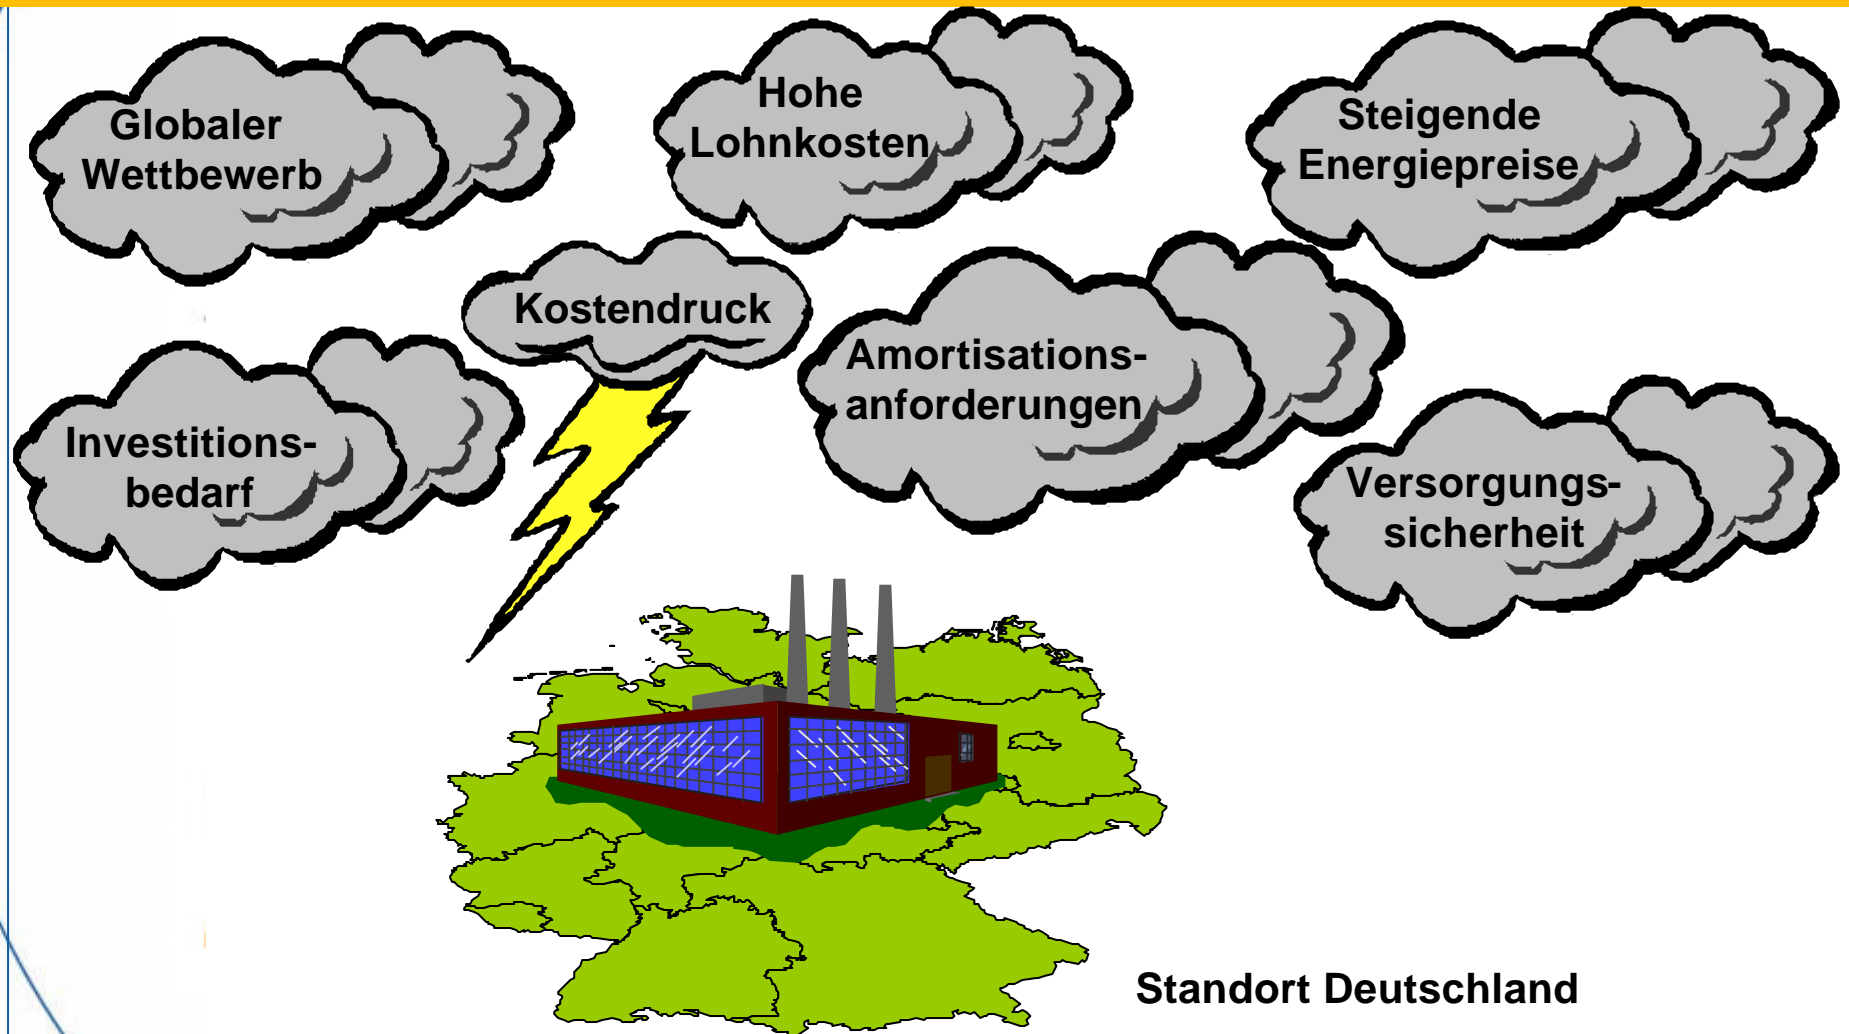 Globaler
Wettbewerb
Hohe
Lohnkosten
Steigende
Energiepreise
Kostendruck
Amortisations-
anforderungen
Investitions-
bedarf
Versorgungs-
sicherheit
Standort Deutschland